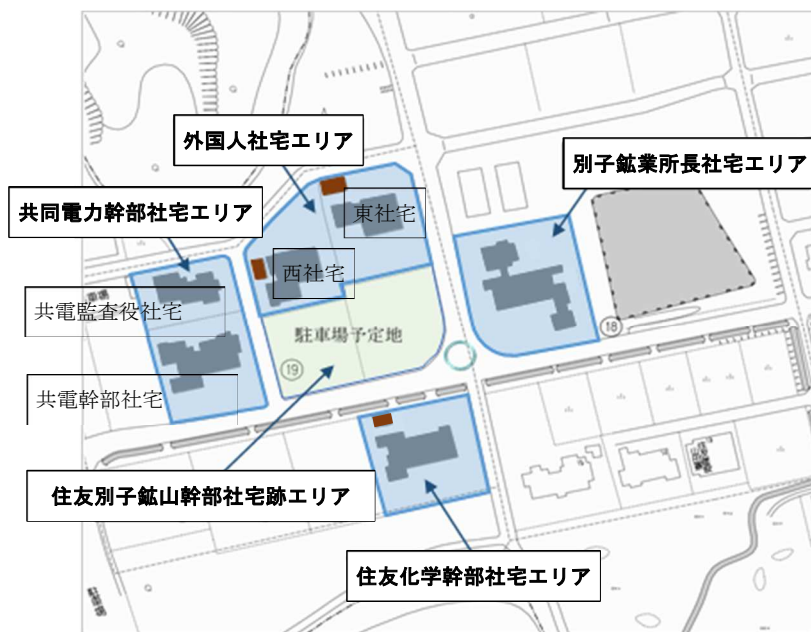 外国人社宅エリア
別子鉱業所長社宅エリア
共同電力幹部社宅エリア
東社宅
西社宅
共電監査役社宅
駐車場予定地
18
19
共電幹部社宅
住友別子鉱山幹部社宅跡エリア
住友化学幹部社宅エリア